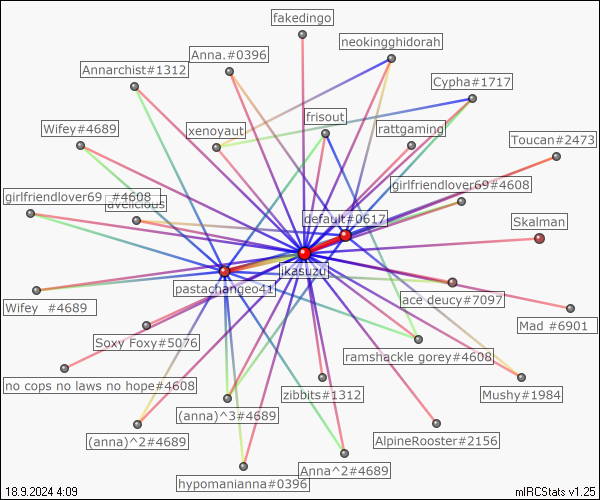 fakedingo
neokingghidorah
Anna.#0396
Annarchist#1312
Cypha#1717
frisout
Wifey#4689
xenoyaut
rattgaming
Toucan#2473
girlfriendlover69#4608
girlfriendlover69 _#4608
avelicious
default#0617
Skalman
jkasuzu
pastachangeo41
ace deucy#7097
Wifey  #4689
Mad #6901
Soxy Foxy#5076
ramshackle gorey#4608
no cops no laws no hope#4608
zibbits#1312
Mushy#1984
(anna)^3#4689
(anna)^2#4689
AlpineRooster#2156
Anna^2#4689
hypomanianna#0396
18.9.2024 4:09
mIRCStats v1.25